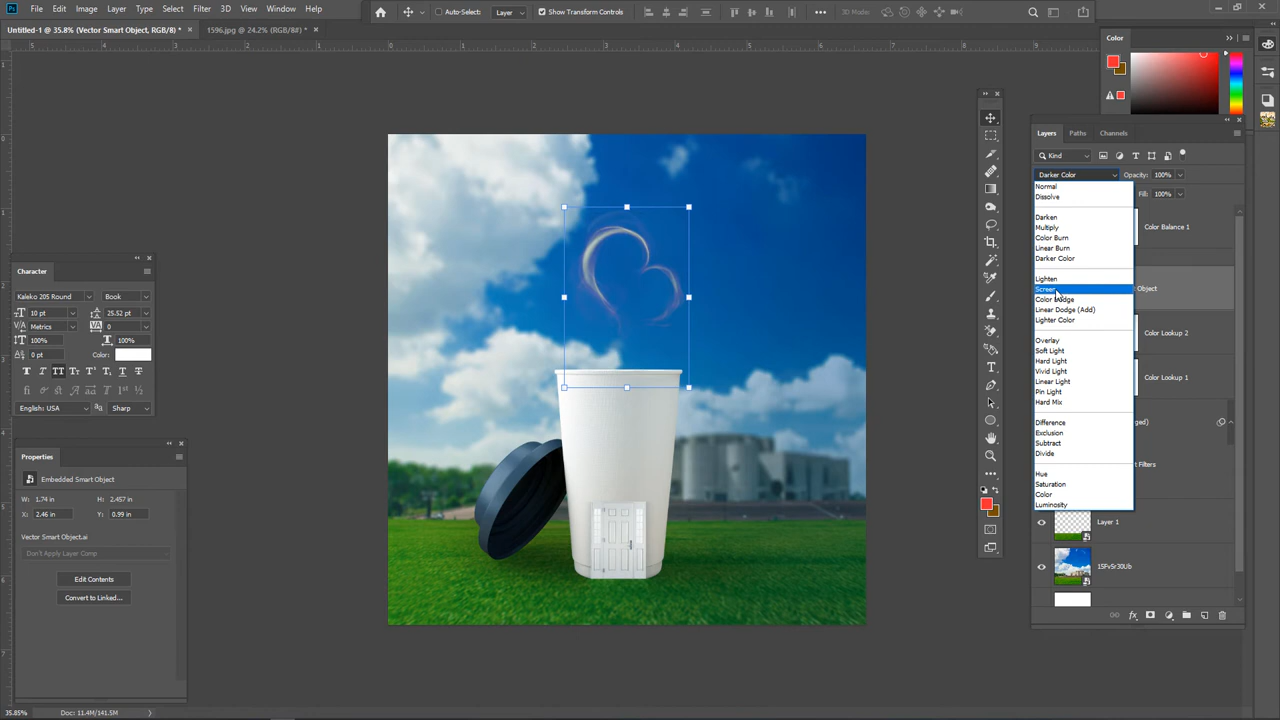 Ps File Edit Image Layer Type Select Filter 3D View Window Help
Auto-Select: Layer Show Transform Controls 3D Mode:
Untitled-1 @ 35.8% (Vector Smart Object, RGB/8) * × 1596.jpg @ 24.2% (RGB/8#) * ×
Color
Character
Kaleko 205 Round Book
10 pt 25.52 pt
Metrics 0
100% 100%
0 pt Color:
English: USA Sharp
Properties
Embedded Smart Object
W: 1.74 in H: 2.457 in
X: 2.46 in Y: 0.99 in
Vector Smart Object.ai
Don't Apply Layer Comp
Edit Contents
Convert to Linked...
Layers Paths Channels
Kind
Darker Color Opacity: 100%
Fill: 100%
Normal
Dissolve
Darken
Multiply
Color Burn
Linear Burn
Darker Color
Lighten
Screen
Color Dodge
Linear Dodge (Add)
Lighter Color
Overlay
Soft Light
Hard Light
Vivid Light
Linear Light
Pin Light
Hard Mix
Difference
Exclusion
Subtract
Divide
Hue
Saturation
Color
Luminosity
Color Balance 1
t Object
Color Lookup 2
Color Lookup 1
ged)
rt Filters
Layer 1
35.85% Doc: 11.4M/141.5M